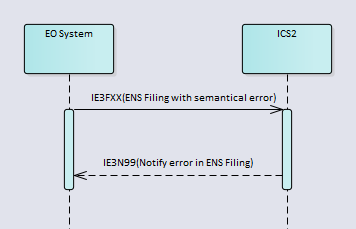 EO System
ICS2
IE3FXX(ENS Filing with semantical error)
IE3N99(Notify error in ENS Filing)